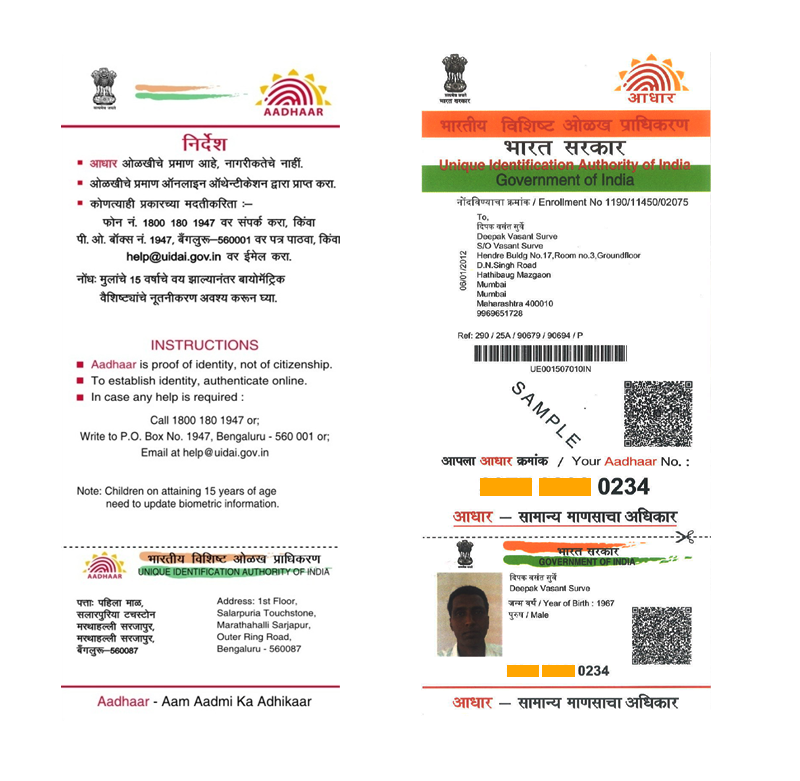 सत्यमेव जयते
AADHAAR
निर्देश
आधार ओळखीचे प्रमाण आहे, नागरीकतेचे नाहीं.
ओळखीचे प्रमाण ऑनलाइन ऑथेन्टीकेशन द्वारा प्राप्त करा.
कोणत्याही प्रकारच्या मदतीकरिता :–
फोन नं. 1800 180 1947 वर संपर्क करा, किंवा
पी. ओ. बॉक्स नं. 1947, बैंगलुरू–560001 वर पत्र पाठवा, किंवा
help@uidai.gov.in वर ईमेल करा.
नोंधः मुलांचे 15 वर्षाचे वय झाल्यानंतर बायोमॅट्रिक
वैशिष्ट्यांचे नूतनीकरण अवश्य करून घ्या.
INSTRUCTIONS
Aadhaar is proof of identity, not of citizenship.
To establish identity, authenticate online.
In case any help is required :
Call 1800 180 1947 or;
Write to P.O. Box No. 1947, Bengaluru - 560 001 or;
Email at help@uidai.gov.in
Note: Children on attaining 15 years of age
need to update biometric information.
AADHAAR
भारतीय विशिष्ट ओळख प्राधिकरण
UNIQUE IDENTIFICATION AUTHORITY OF INDIA
पत्ताः पहिला माळ,
सलारपुरिया टचस्टोन
मरथाहल्ली सरजापुर,
मरथाहल्ली सरजापुर,
बैंगलुरू–560087
Address: 1st Floor,
Salarpuria Touchstone,
Marathahalli Sarjapur,
Outer Ring Road,
Bengaluru - 560087
Aadhaar - Aam Aadmi Ka Adhikaar
सत्यमेव जयते
भारत सरकार
आधार
भारतीय विशिष्ट ओळख प्राधिकरण
भारत सरकार
Unique Identification Authority of India
Government of India
नोंदविण्याचा क्रमांक / Enrollment No 1190/11450/02075
To,
दिपक वसंत सुर्वे
Deepak Vasant Surve
S/O Vasant Surve
Hendre Buldg No.17,Room no.3,Groundfloor
D.N.Singh Road
Hathibaug Mazgaon
Mumbai
Mumbai
Maharashtra 400010
9969651728
06/01/2012
Ref: 290 / 25A / 90679 / 90694 / P
UE001507010IN
SAMPLE
आपला आधार क्रमांक / Your Aadhaar No. :
0234
आधार – सामान्य माणसाचा अधिकार
भारत सरकार
GOVERNMENT OF INDIA
दिपक वसंत सुर्वे
Deepak Vasant Surve
जन्म वर्ष / Year of Birth : 1967
पुरुष / Male
0234
आधार – सामान्य माणसाचा अधिकार